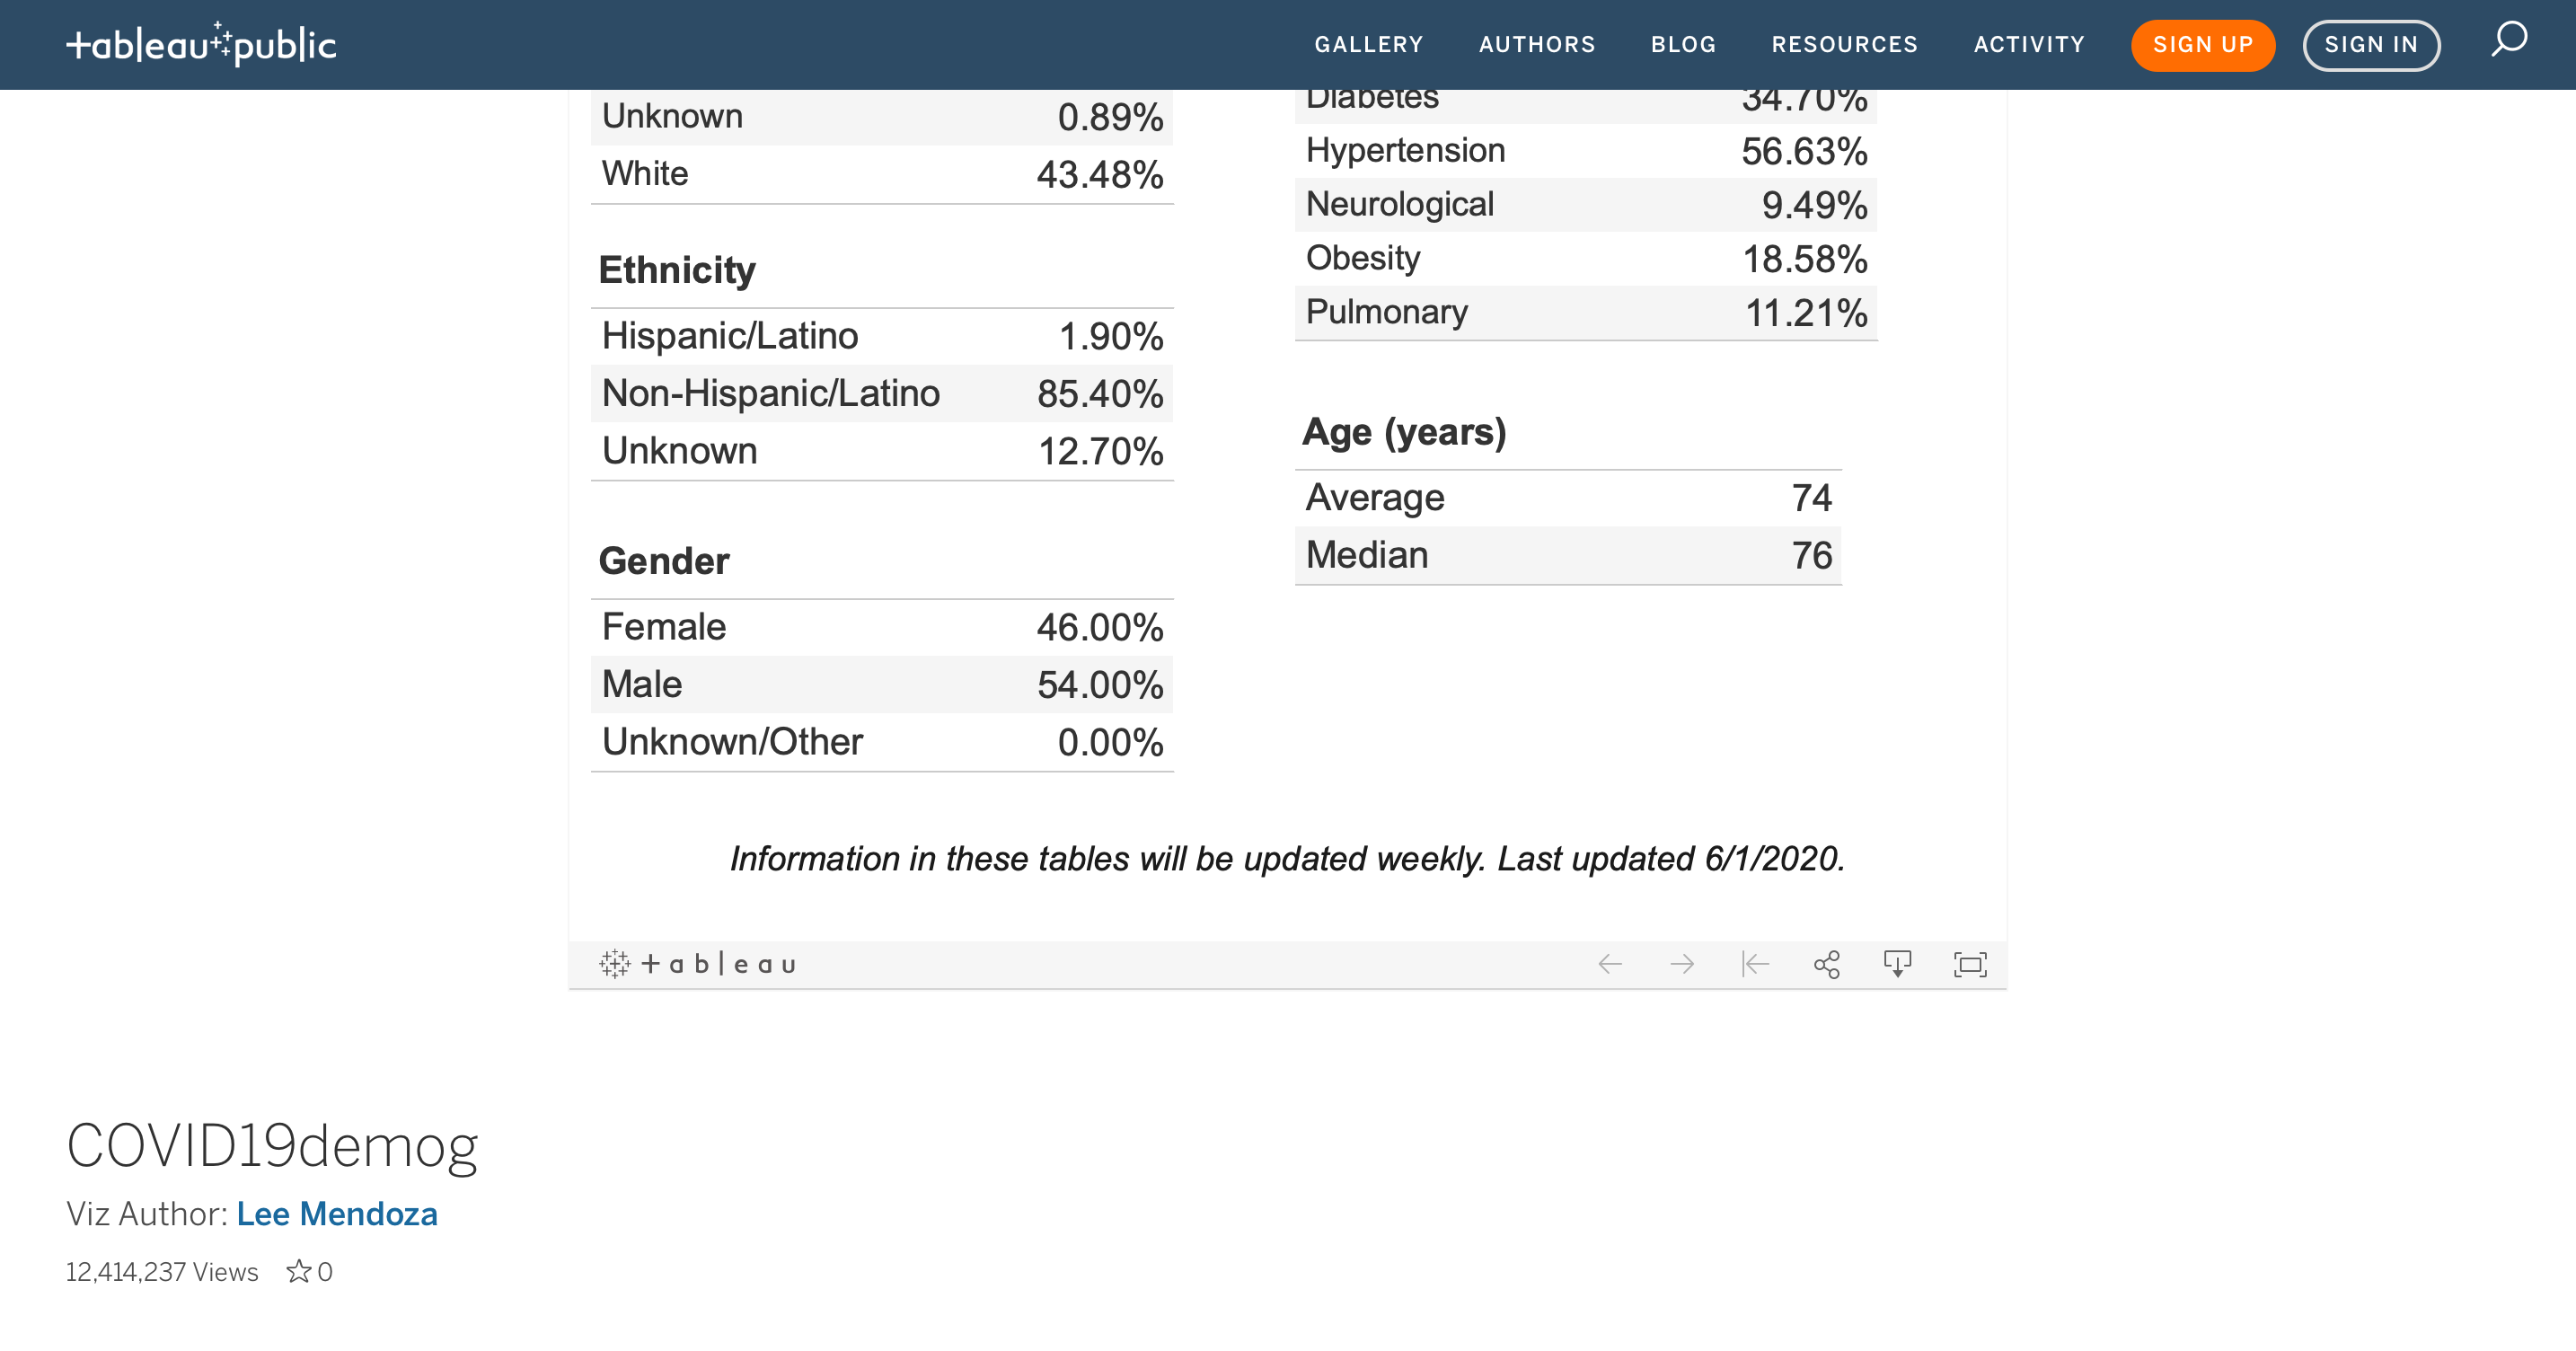 tableau public
GALLERY AUTHORS BLOG RESOURCES ACTIVITY SIGN UP SIGN IN
Unknown 0.89%
White 43.48%
Ethnicity
Hispanic/Latino 1.90%
Non-Hispanic/Latino 85.40%
Unknown 12.70%
Gender
Female 46.00%
Male 54.00%
Unknown/Other 0.00%
Diabetes 34.70%
Hypertension 56.63%
Neurological 9.49%
Obesity 18.58%
Pulmonary 11.21%
Age (years)
Average 74
Median 76
Information in these tables will be updated weekly. Last updated 6/1/2020.
tableau
COVID19demog
Viz Author: Lee Mendoza
12,414,237 Views 0